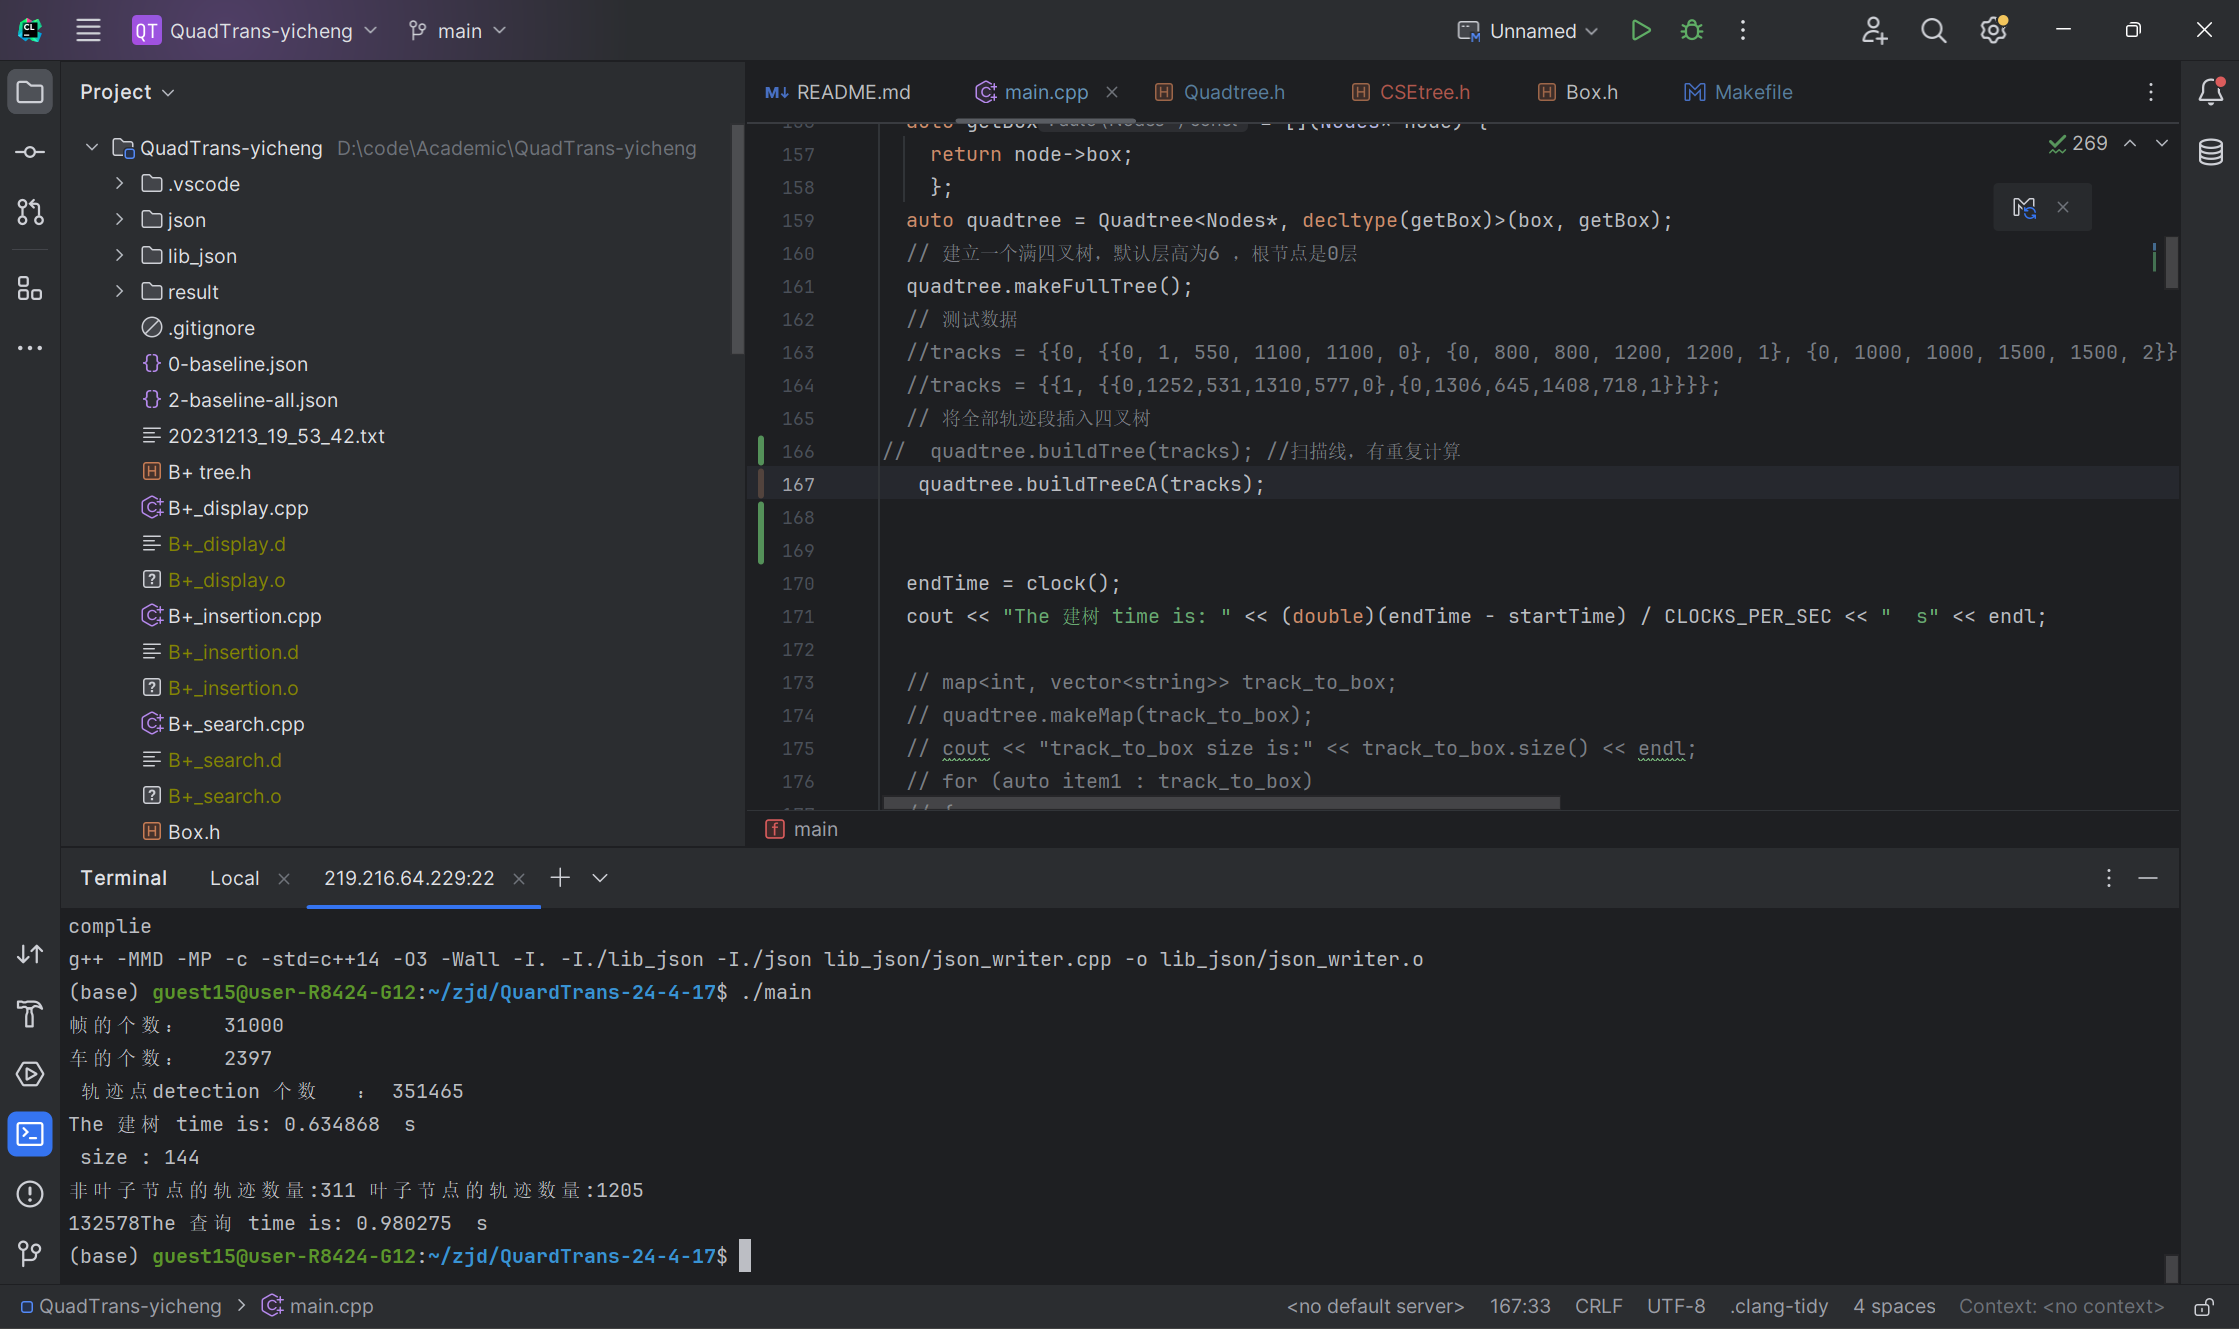 QT QuadTrans-yicheng main Unnamed
Project
README.md main.cpp Quadtree.h CSEtree.h Box.h Makefile
QuadTrans-yicheng D:\code\Academic\QuadTrans-yicheng
.vscode
json
lib_json
result
.gitignore
0-baseline.json
2-baseline-all.json
20231213_19_53_42.txt
B+ tree.h
B+_display.cpp
B+_display.d
B+_display.o
B+_insertion.cpp
B+_insertion.d
B+_insertion.o
B+_search.cpp
B+_search.d
B+_search.o
Box.h
269
157 return node->box;
158 };
159 auto quadtree = Quadtree<Nodes*, decltype(getBox)>(box, getBox);
160 // 建立一个满四叉树，默认层高为6 ，根节点是0层
161 quadtree.makeFullTree();
162 // 测试数据
163 //tracks = {{0, {{0, 1, 550, 1100, 1100, 0}, {0, 800, 800, 1200, 1200, 1}, {0, 1000, 1000, 1500, 1500, 2}}
164 //tracks = {{1, {{0,1252,531,1310,577,0},{0,1306,645,1408,718,1}}}};
165 // 将全部轨迹段插入四叉树
166 // quadtree.buildTree(tracks); //扫描线，有重复计算
167 quadtree.buildTreeCA(tracks);
168
169
170 endTime = clock();
171 cout << "The 建树 time is: " << (double)(endTime - startTime) / CLOCKS_PER_SEC << "  s" << endl;
172
173 // map<int, vector<string>> track_to_box;
174 // quadtree.makeMap(track_to_box);
175 // cout << "track_to_box size is:" << track_to_box.size() << endl;
176 // for (auto item1 : track_to_box)
main
Terminal Local 219.216.64.229:22
complie
g++ -MMD -MP -c -std=c++14 -O3 -Wall -I. -I./lib_json -I./json lib_json/json_writer.cpp -o lib_json/json_writer.o
(base) guest15@user-R8424-G12:~/zjd/QuardTrans-24-4-17$ ./main
帧的个数： 31000
车的个数： 2397
轨迹点detection 个数 ： 351465
The 建树 time is: 0.634868  s
size : 144
非叶子节点的轨迹数量:311 叶子节点的轨迹数量:1205
132578The 查询 time is: 0.980275  s
(base) guest15@user-R8424-G12:~/zjd/QuardTrans-24-4-17$
QuadTrans-yicheng > main.cpp <no default server> 167:33 CRLF UTF-8 .clang-tidy 4 spaces Context: <no context>